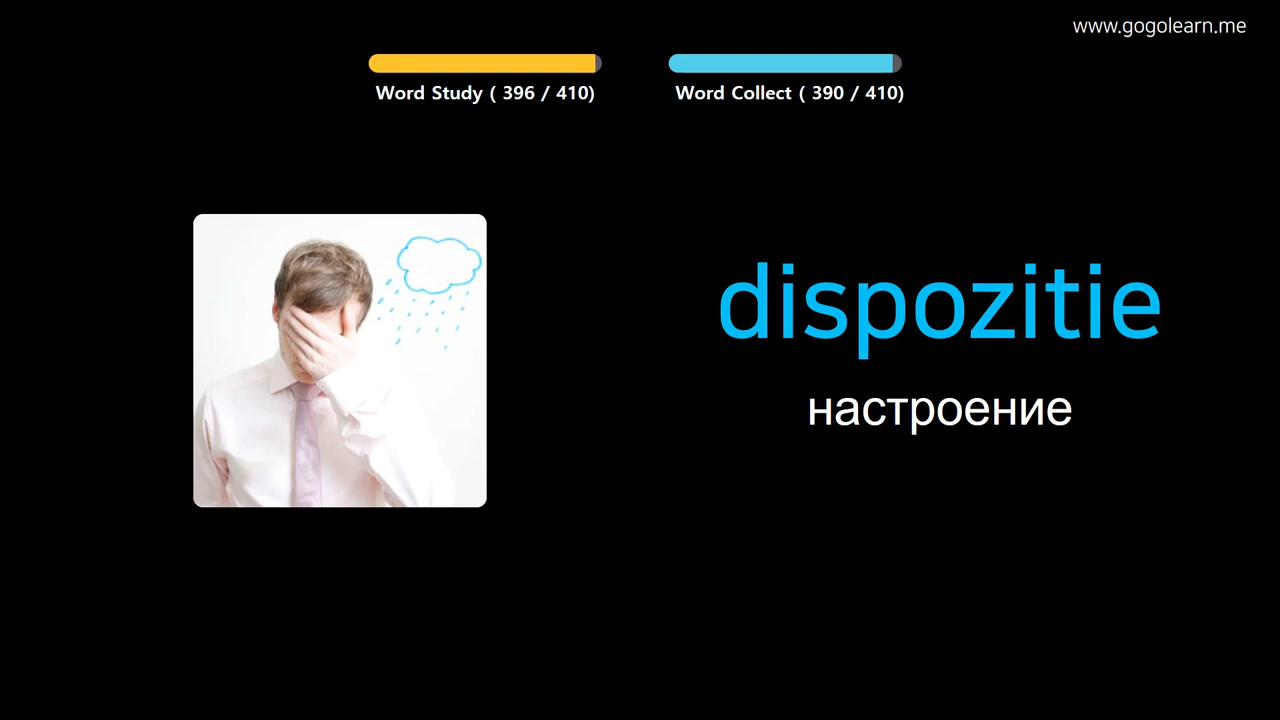 www.gogolearn.me
Word Study ( 396 / 410)
Word Collect ( 390 / 410)
dispozitie
настроение